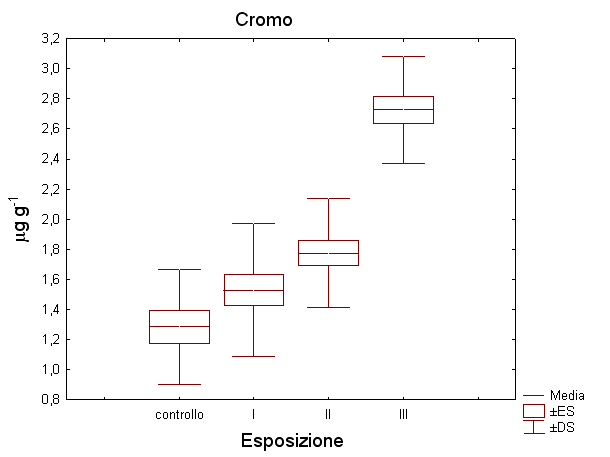 Cromo
3,2
3,0
2,8
2,6
2,4
2,2
2,0
1,8
1,6
1,4
1,2
1,0
0,8
µg g-1
controllo I II III
Esposizione
Media
±ES
±DS